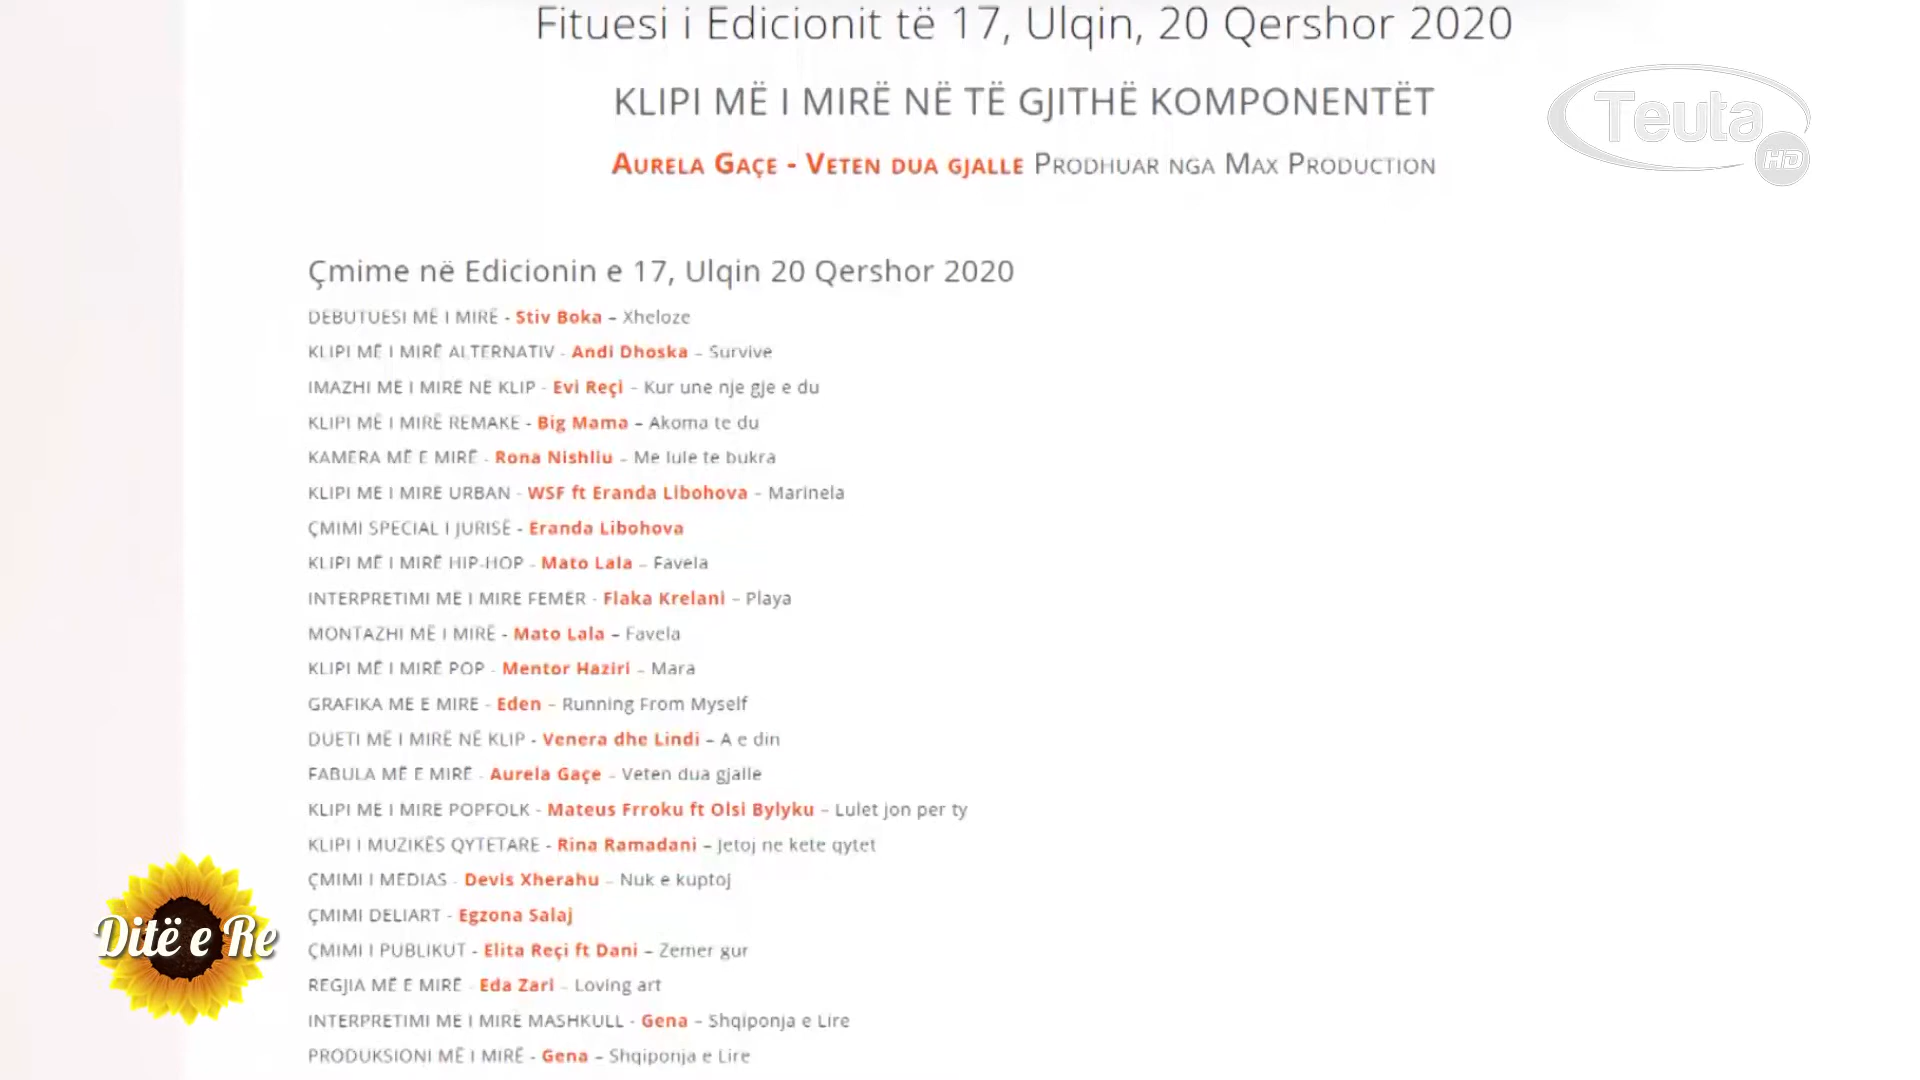 Fituesi i Edicionit të 17, Ulqin, 20 Qershor 2020
KLIPI MË I MIRË NË TË GJITHË KOMPONENTËT
Aurela Gaçe - Veten dua gjalle Prodhuar nga Max Production
Teuta HD
Çmime në Edicionin e 17, Ulqin 20 Qershor 2020
DEBUTUESI MË I MIRË - Stiv Boka – Xheloze
KLIPI MË I MIRË ALTERNATIV - Andi Dhoska – Survive
IMAZHI MË I MIRË NË KLIP - Evi Reçi – Kur une nje gje e du
KLIPI MË I MIRË REMAKE - Big Mama – Akoma te du
KAMERA MË E MIRË - Rona Nishliu – Me lule te bukra
KLIPI MË I MIRË URBAN - WSF ft Eranda Libohova – Marinela
ÇMIMI SPECIAL I JURISË - Eranda Libohova
KLIPI MË I MIRË HIP-HOP - Mato Lala – Favela
INTERPRETIMI MË I MIRË FEMËR - Flaka Krelani – Playa
MONTAZHI MË I MIRË - Mato Lala – Favela
KLIPI MË I MIRË POP - Mentor Haziri – Mara
GRAFIKA MË E MIRË - Eden – Running From Myself
DUETI MË I MIRË NË KLIP - Venera dhe Lindi – A e din
FABULA MË E MIRË - Aurela Gaçe – Veten dua gjalle
KLIPI MË I MIRË POPFOLK - Mateus Frroku ft Olsi Bylyku – Lulet jon per ty
KLIPI I MUZIKËS QYTETARE - Rina Ramadani – Jetoj ne kete qytet
ÇMIMI I MEDIAS - Devis Xherahu – Nuk e kuptoj
ÇMIMI DELIART - Egzona Salaj
ÇMIMI I PUBLIKUT - Elita Reçi ft Dani – Zemer gur
REGJIA MË E MIRË - Eda Zari – Loving art
INTERPRETIMI MË I MIRË MASHKULL - Gena – Shqiponja e Lire
PRODUKSIONI MË I MIRË - Gena – Shqiponja e Lire
Ditë e Re